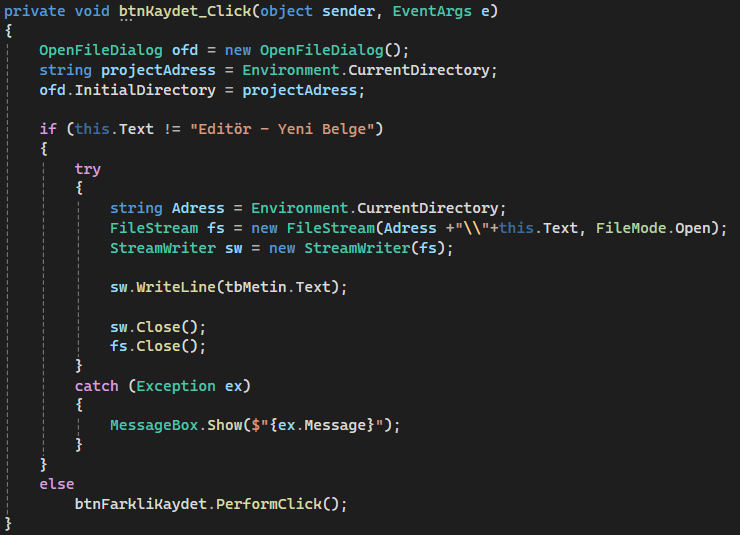 private void btnKaydet_Click(object sender, EventArgs e)
{
    OpenFileDialog ofd = new OpenFileDialog();
    string projectAdress = Environment.CurrentDirectory;
    ofd.InitialDirectory = projectAdress;

    if (this.Text != "Editör - Yeni Belge")
    {
        try
        {
            string Adress = Environment.CurrentDirectory;
            FileStream fs = new FileStream(Adress +"\\"+this.Text, FileMode.Open);
            StreamWriter sw = new StreamWriter(fs);

            sw.WriteLine(tbMetin.Text);

            sw.Close();
            fs.Close();
        }
        catch (Exception ex)
        {
            MessageBox.Show($"{ex.Message}");
        }
    }
    else
        btnFarkliKaydet.PerformClick();
}